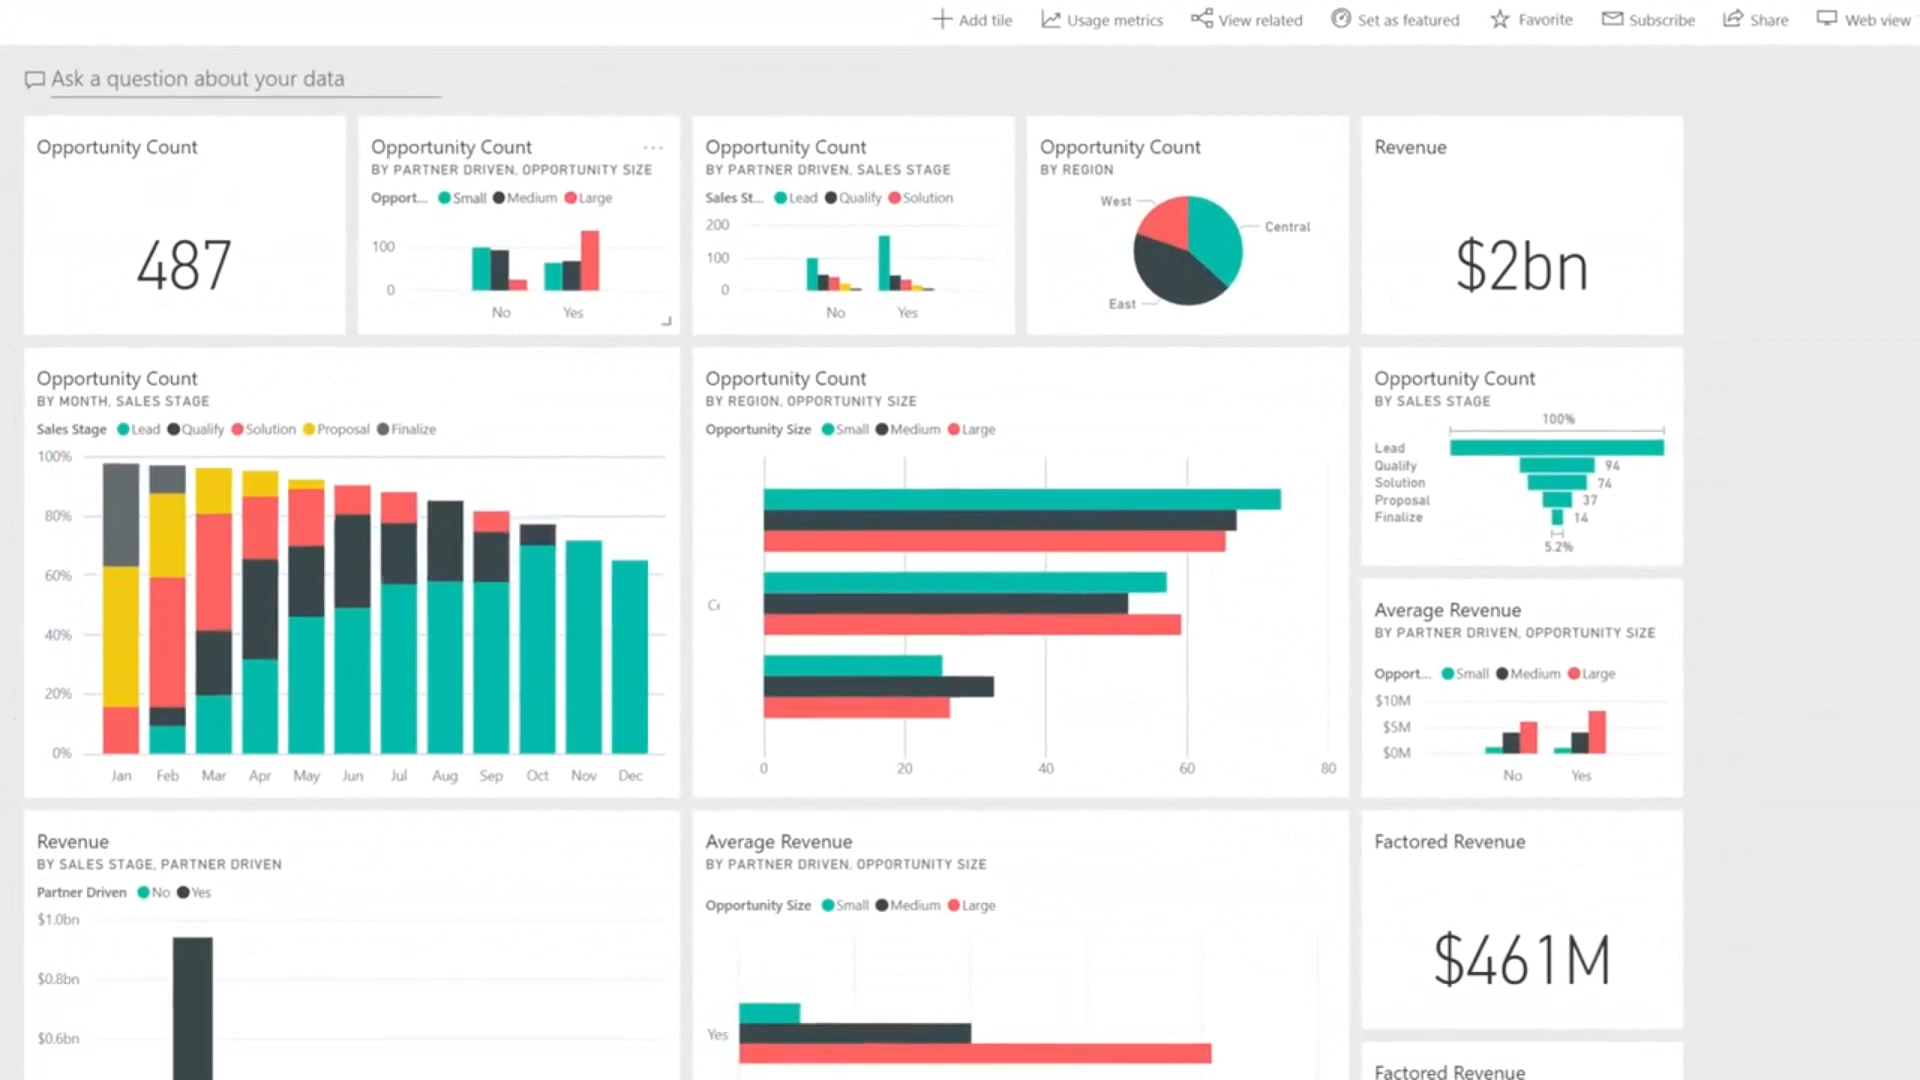 Add tile
Usage metrics
View related
Set as featured
Favorite
Subscribe
Share
Web view
Ask a question about your data
Opportunity Count
487
Opportunity Count
...
BY PARTNER DRIVEN, OPPORTUNITY SIZE
Opport... Small Medium Large
100
0
No Yes
Opportunity Count
BY PARTNER DRIVEN, SALES STAGE
Sales St... Lead Qualify Solution
200
100
0
No Yes
Opportunity Count
BY REGION
West
Central
East
Revenue
$2bn
Opportunity Count
BY MONTH, SALES STAGE
Sales Stage Lead Qualify Solution Proposal Finalize
100%
80%
60%
40%
20%
0%
Jan Feb Mar Apr May Jun Jul Aug Sep Oct Nov Dec
Opportunity Count
BY REGION, OPPORTUNITY SIZE
Opportunity Size Small Medium Large
0 20 40 60 80
Opportunity Count
BY SALES STAGE
100%
Lead
Qualify 94
Solution 74
Proposal 37
Finalize 14
5.2%
Average Revenue
BY PARTNER DRIVEN, OPPORTUNITY SIZE
Opport... Small Medium Large
$10M
$5M
$0M
No Yes
Revenue
BY SALES STAGE, PARTNER DRIVEN
Partner Driven No Yes
$1.0bn
$0.8bn
$0.6bn
Average Revenue
BY PARTNER DRIVEN, OPPORTUNITY SIZE
Opportunity Size Small Medium Large
Yes
Factored Revenue
$461M
Factored Revenue